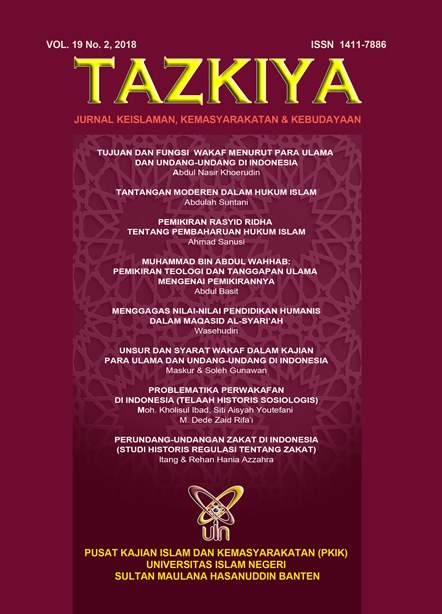 VOL. 19 No. 2, 2018 ISSN 1411-7886
TAZKIYA
JURNAL KEISLAMAN, KEMASYARAKATAN & KEBUDAYAAN
TUJUAN DAN FUNGSI WAKAF MENURUT PARA ULAMA
DAN UNDANG-UNDANG DI INDONESIA
Abdul Nasir Khoerudin
TANTANGAN MODEREN DALAM HUKUM ISLAM
Abdulah Suntani
PEMIKIRAN RASYID RIDHA
TENTANG PEMBAHARUAN HUKUM ISLAM
Ahmad Sanusi
MUHAMMAD BIN ABDUL WAHHAB:
PEMIKIRAN TEOLOGI DAN TANGGAPAN ULAMA
MENGENAI PEMIKIRANNYA
Abdul Basit
MENGGAGAS NILAI-NILAI PENDIDIKAN HUMANIS
DALAM MAQASID AL-SYARI'AH
Wasehudin
UNSUR DAN SYARAT WAKAF DALAM KAJIAN
PARA ULAMA DAN UNDANG-UNDANG DI INDONESIA
Maskur & Soleh Gunawan
PROBLEMATIKA PERWAKAFAN
DI INDONESIA (TELAAH HISTORIS SOSIOLOGIS)
Moh. Kholisul Ibad, Siti Aisyah Youtefani
M. Dede Zaid Rifa'i
PERUNDANG-UNDANGAN ZAKAT DI INDONESIA
(STUDI HISTORIS REGULASI TENTANG ZAKAT)
Itang & Rehan Hania Azzahra
uin
PUSAT KAJIAN ISLAM DAN KEMASYARAKATAN (PKIK)
UNIVERSITAS ISLAM NEGERI
SULTAN MAULANA HASANUDDIN BANTEN